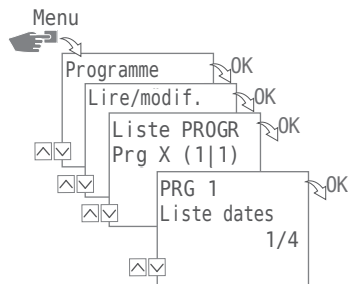 Menu
Programme
OK
Lire/modif.
OK
Liste PROGR
OK
Prg X (1|1)
PRG 1
OK
Liste dates
1/4